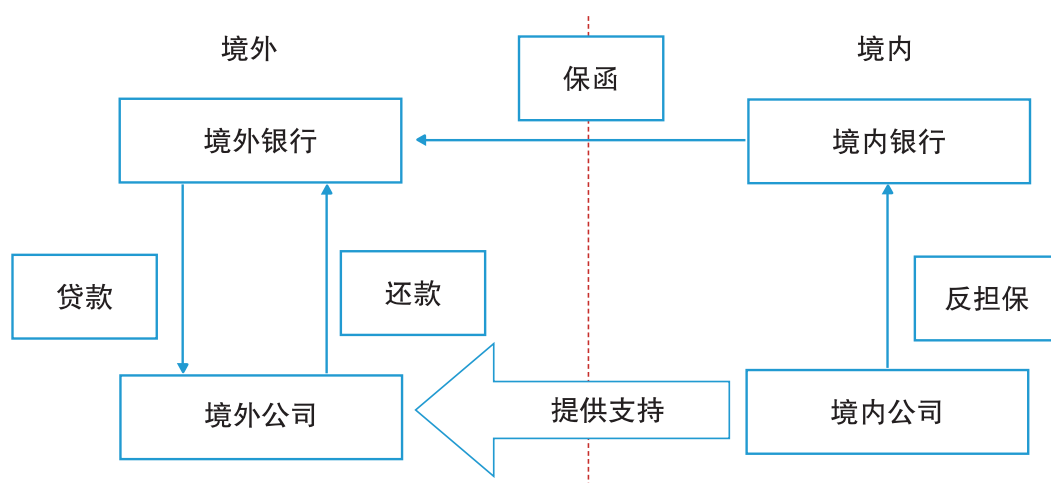 境外
境内
保函
境外银行
境内银行
贷款
还款
反担保
境外公司
提供支持
境内公司